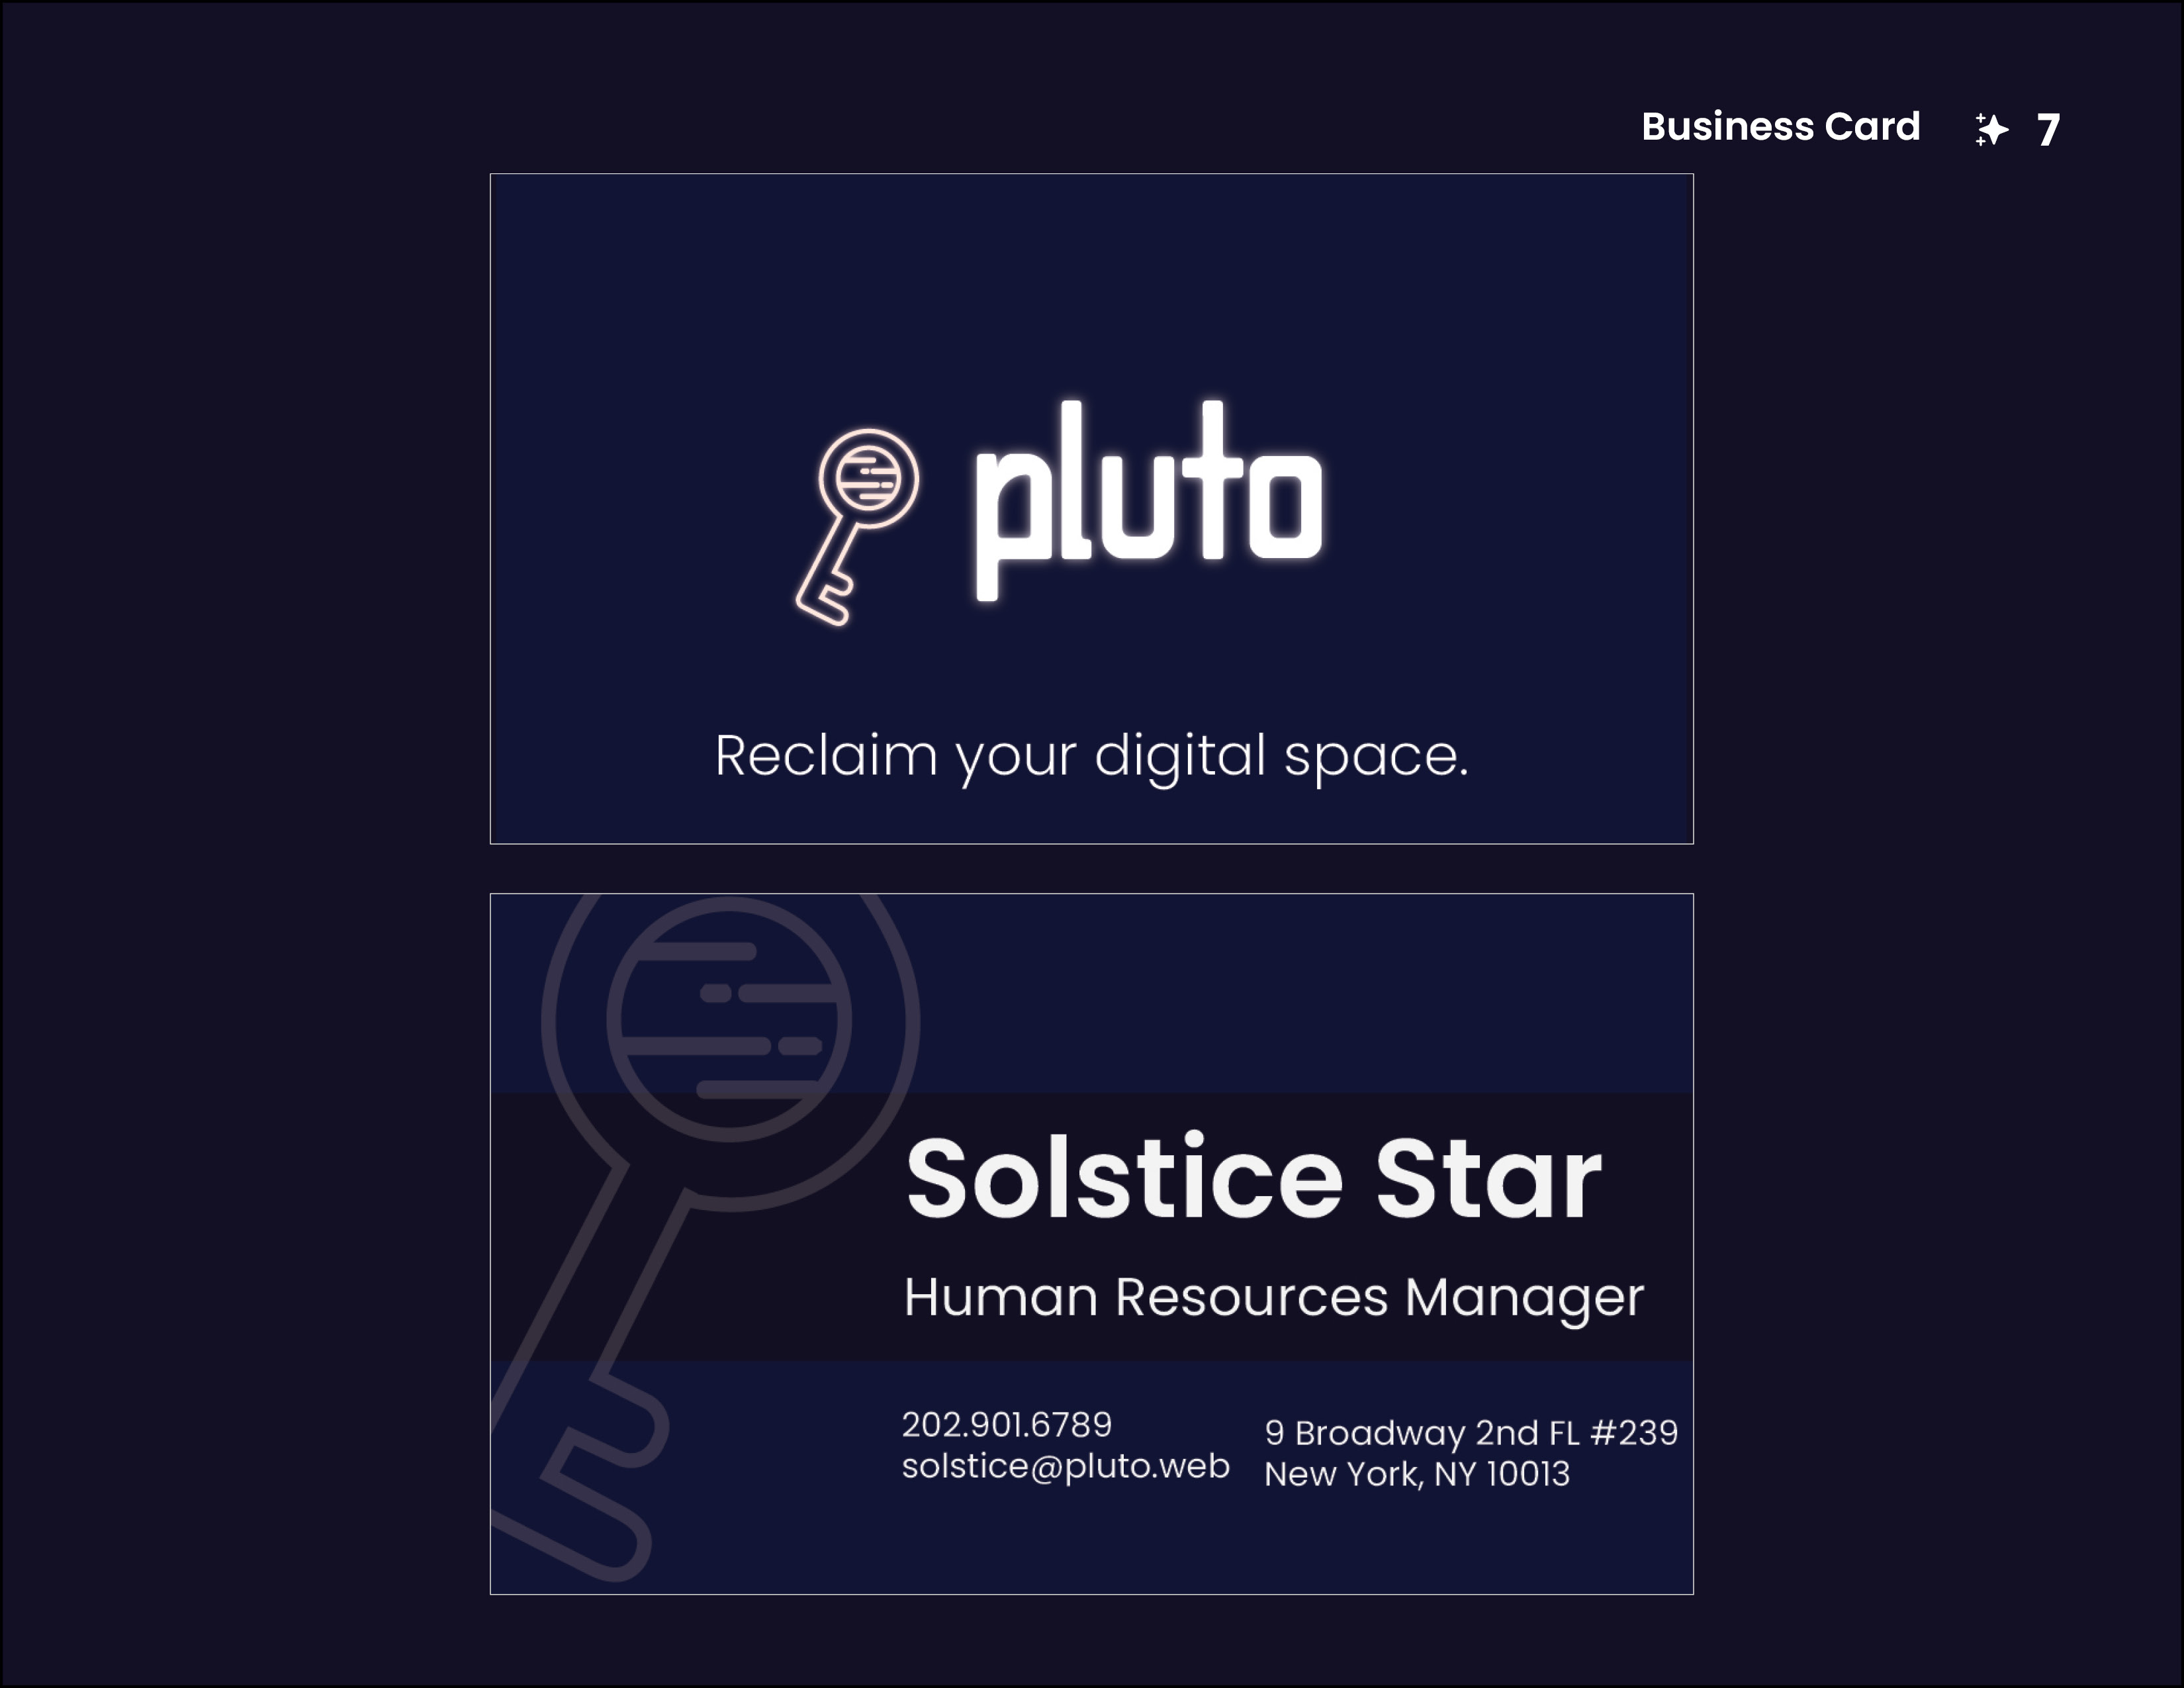 Business Card 7
pluto
Reclaim your digital space.
Solstice Star
Human Resources Manager
202.901.6789
solstice@pluto.web
9 Broadway 2nd FL #239
New York, NY 10013